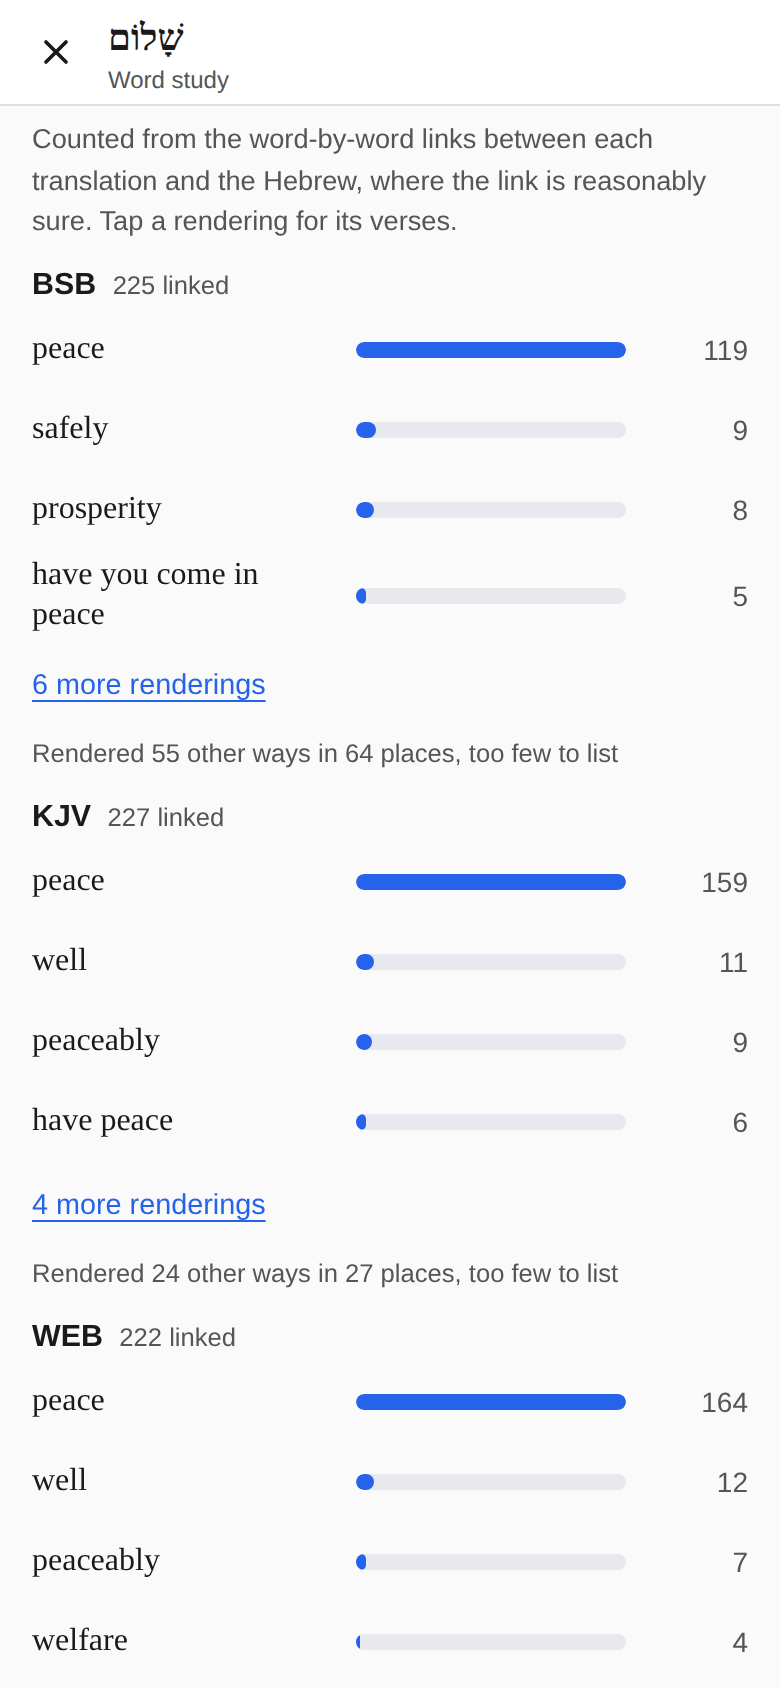 שָׁלוֹם
Word study
Counted from the word-by-word links between each
translation and the Hebrew, where the link is reasonably
sure. Tap a rendering for its verses.
BSB 225 linked
peace 119
safely 9
prosperity 8
have you come in
peace 5
6 more renderings
Rendered 55 other ways in 64 places, too few to list
KJV 227 linked
peace 159
well 11
peaceably 9
have peace 6
4 more renderings
Rendered 24 other ways in 27 places, too few to list
WEB 222 linked
peace 164
well 12
peaceably 7
welfare 4